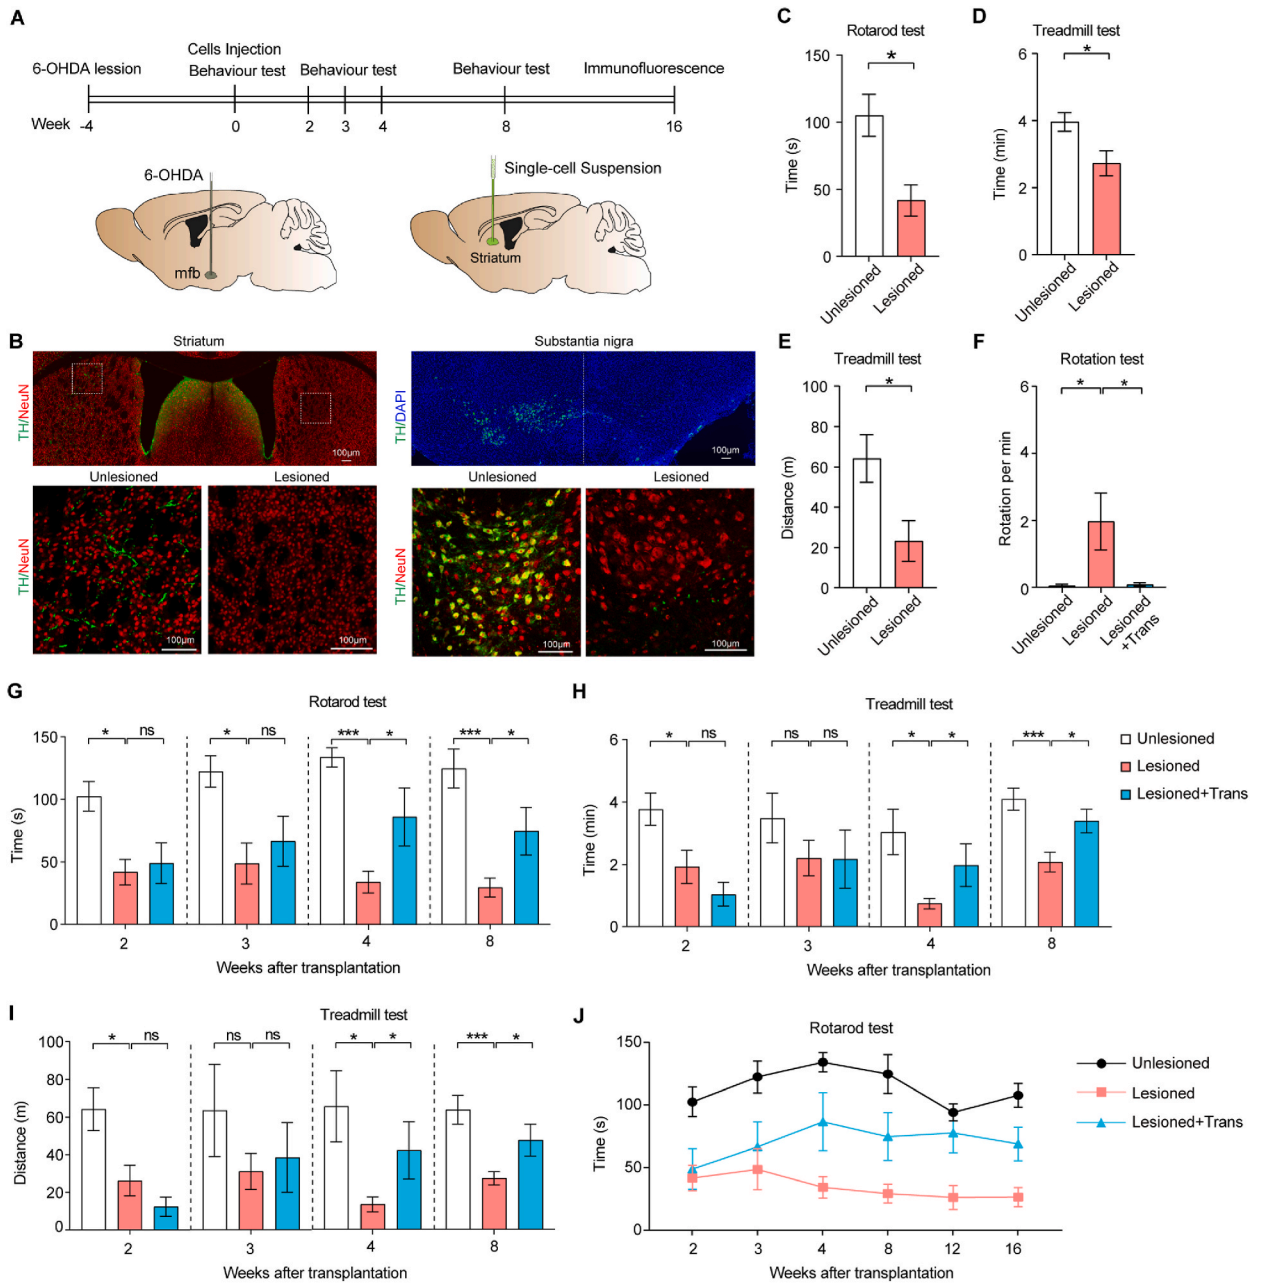 A
Cells Injection
6-OHDA lession
Behaviour test
Behaviour test
Behaviour test
Immunofluorescence
Week
-4
0
2
3
4
8
16
6-OHDA
mfb
Single-cell Suspension
Striatum
C
Rotarod test
*
150
100
50
0
Time (s)
Unlesioned
Lesioned
D
Treadmill test
*
6
4
2
0
Time (min)
Unlesioned
Lesioned
B
Striatum
Substantia nigra
TH/NeuN
100μm
TH/DAPI
100μm
Unlesioned
Lesioned
Unlesioned
Lesioned
TH/NeuN
100μm
100μm
TH/NeuN
100μm
100μm
E
Treadmill test
*
100
80
60
40
20
0
Distance (m)
Unlesioned
Lesioned
F
Rotation test
* *
6
4
2
0
Rotation per min
Unlesioned
Lesioned
Lesioned
+Trans
G
Rotarod test
* ns * ns *** * *** *
150
100
50
0
Time (s)
2 3 4 8
Weeks after transplantation
H
Treadmill test
* ns ns ns * * *** *
6
4
2
0
Time (min)
2 3 4 8
Weeks after transplantation
Unlesioned
Lesioned
Lesioned+Trans
I
Treadmill test
* ns ns ns * * *** *
100
80
60
40
20
0
Distance (m)
2 3 4 8
Weeks after transplantation
J
Rotarod test
150
100
50
0
Time (s)
2 3 4 8 12 16
Weeks after transplantation
Unlesioned
Lesioned
Lesioned+Trans